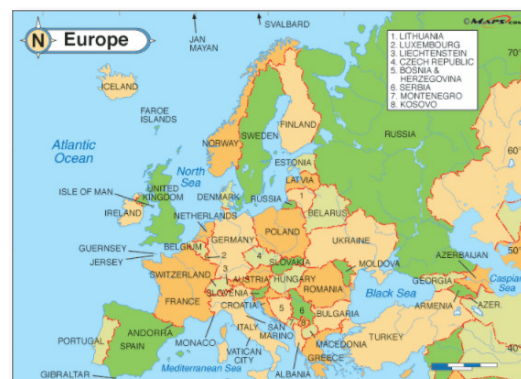 N
Europe
SVALBARD
JAN
MAYAN
©MAPS.com
1. LITHUANIA
2. LUXEMBOURG
3. LIECHTENSTEIN
4. CZECH REPUBLIC
5. BOSNIA &
HERZEGOVINA
6. SERBIA
7. MONTENEGRO
8. KOSOVO
70°
ICELAND
FAROE
ISLANDS
Atlantic
Ocean
NORWAY
SWEDEN
FINLAND
RUSSIA
60°
North
Sea
ESTONIA
LATVIA
1
ISLE OF MAN
UNITED
KINGDOM
DENMARK
RUSSIA
BELARUS
IRELAND
NETHERLANDS
POLAND
GUERNSEY
JERSEY
BELGIUM
GERMANY
2
4
UKRAINE
50°
SWITZERLAND
3
SLOVAKIA
MOLDOVA
AZERBAIJAN
FRANCE
AUSTRIA
HUNGARY
SLOVENIA
ROMANIA
GEORGIA
Caspian
Sea
CROATIA
5
6
Black Sea
ARMENIA
AZER.
ANDORRA
ITALY
SAN
MARINO
BULGARIA
PORTUGAL
SPAIN
MONACO
VATICAN
CITY
MACEDONIA
TURKEY
40°
Mediterranean Sea
GIBRALTAR
ALBANIA
GREECE